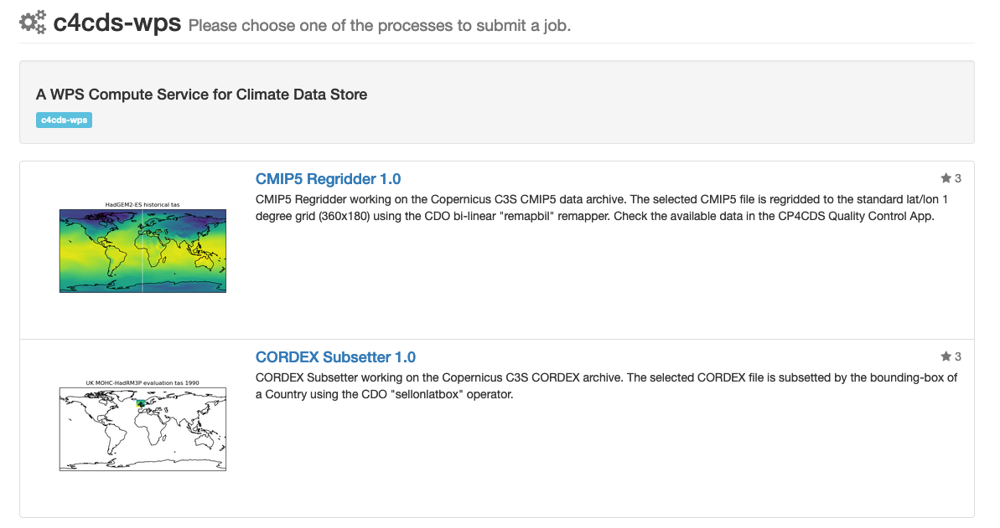 c4cds-wps Please choose one of the processes to submit a job.
A WPS Compute Service for Climate Data Store
c4cds-wps
CMIP5 Regridder 1.0
3
CMIP5 Regridder working on the Copernicus C3S CMIP5 data archive. The selected CMIP5 file is regridded to the standard lat/lon 1
degree grid (360x180) using the CDO bi-linear "remapbil" remapper. Check the available data in the CP4CDS Quality Control App.
HadGEM2-ES historical tas
CORDEX Subsetter 1.0
3
CORDEX Subsetter working on the Copernicus C3S CORDEX archive. The selected CORDEX file is subsetted by the bounding-box of
a Country using the CDO "sellonlatbox" operator.
UK MOHC-HadRM3P evaluation tas 1990